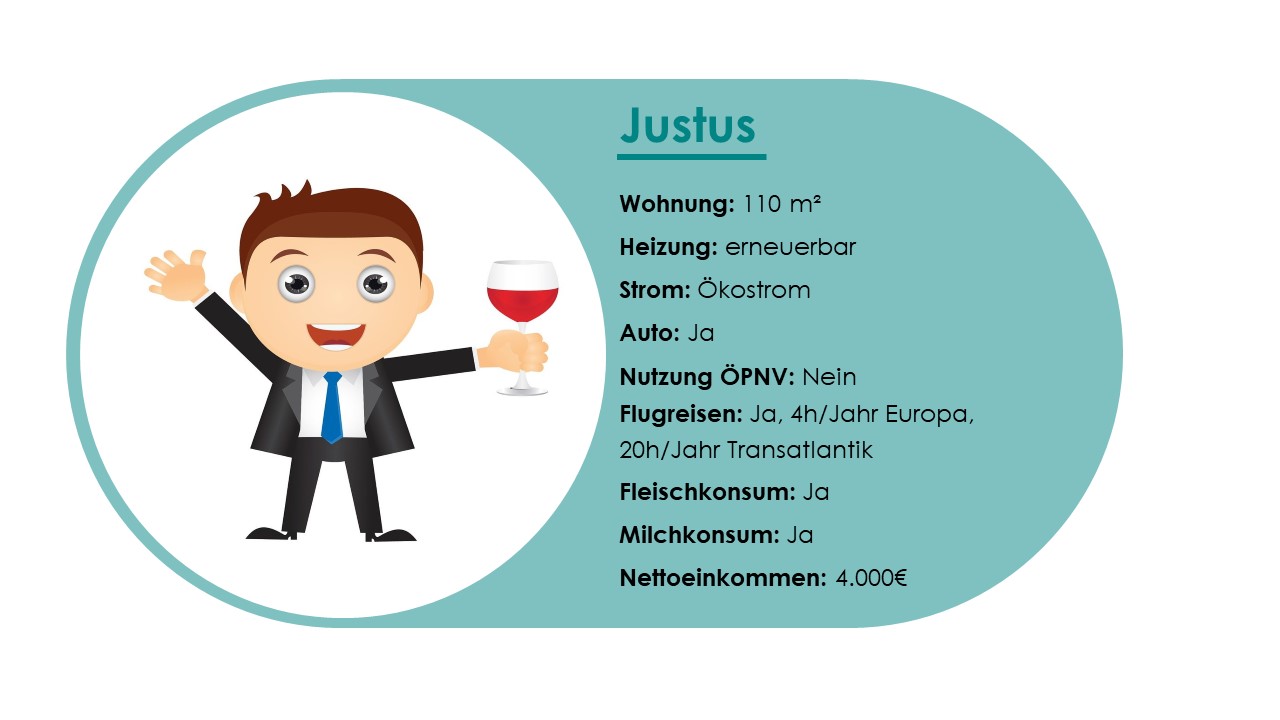 Justus
Wohnung: 110 m²
Heizung: erneuerbar
Strom: Ökostrom
Auto: Ja
Nutzung ÖPNV: Nein
Flugreisen: Ja, 4h/Jahr Europa,
20h/Jahr Transatlantik
Fleischkonsum: Ja
Milchkonsum: Ja
Nettoeinkommen: 4.000€